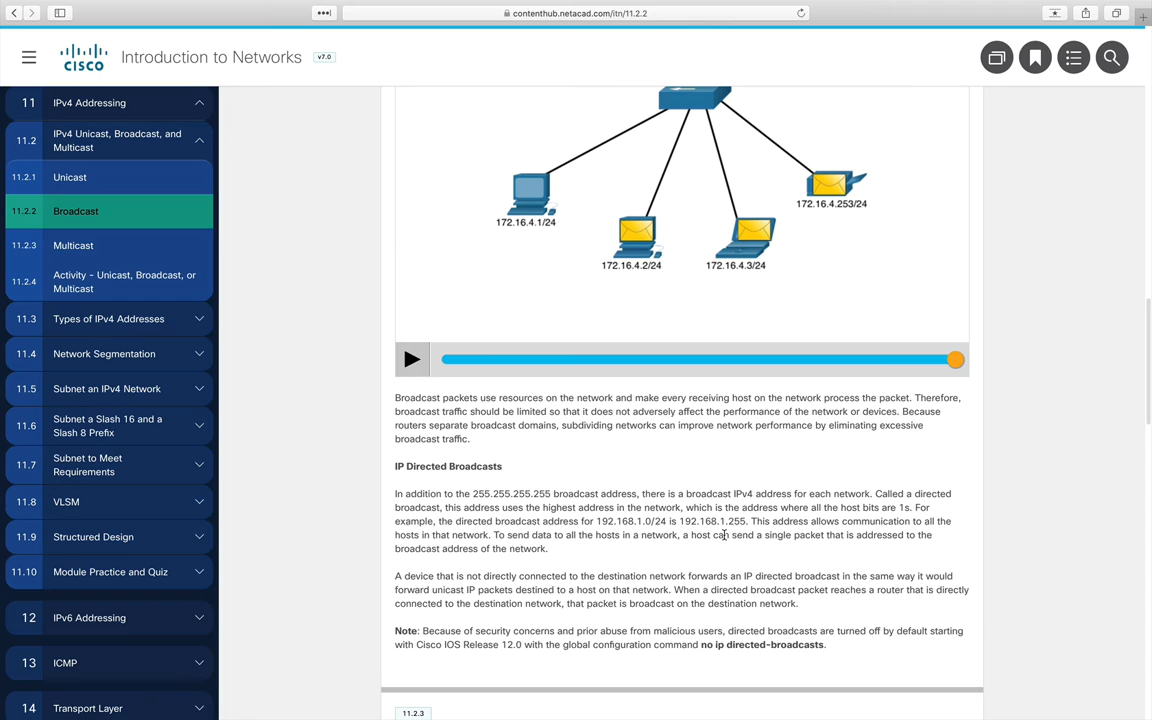 contenthub.netacad.com/itn/11.2.2
CISCO
Introduction to Networks
v7.0
11 IPv4 Addressing
11.2 IPv4 Unicast, Broadcast, and
Multicast
11.2.1 Unicast
11.2.2 Broadcast
11.2.3 Multicast
11.2.4 Activity - Unicast, Broadcast, or
Multicast
11.3 Types of IPv4 Addresses
11.4 Network Segmentation
11.5 Subnet an IPv4 Network
11.6 Subnet a Slash 16 and a
Slash 8 Prefix
11.7 Subnet to Meet
Requirements
11.8 VLSM
11.9 Structured Design
11.10 Module Practice and Quiz
12 IPv6 Addressing
13 ICMP
14 Transport Layer
172.16.4.1/24
172.16.4.2/24
172.16.4.3/24
172.16.4.253/24
Broadcast packets use resources on the network and make every receiving host on the network process the packet. Therefore,
broadcast traffic should be limited so that it does not adversely affect the performance of the network or devices. Because
routers separate broadcast domains, subdividing networks can improve network performance by eliminating excessive
broadcast traffic.
IP Directed Broadcasts
In addition to the 255.255.255.255 broadcast address, there is a broadcast IPv4 address for each network. Called a directed
broadcast, this address uses the highest address in the network, which is the address where all the host bits are 1s. For
example, the directed broadcast address for 192.168.1.0/24 is 192.168.1.255. This address allows communication to all the
hosts in that network. To send data to all the hosts in a network, a host can send a single packet that is addressed to the
broadcast address of the network.
A device that is not directly connected to the destination network forwards an IP directed broadcast in the same way it would
forward unicast IP packets destined to a host on that network. When a directed broadcast packet reaches a router that is directly
connected to the destination network, that packet is broadcast on the destination network.
Note: Because of security concerns and prior abuse from malicious users, directed broadcasts are turned off by default starting
with Cisco IOS Release 12.0 with the global configuration command no ip directed-broadcasts.
11.2.3